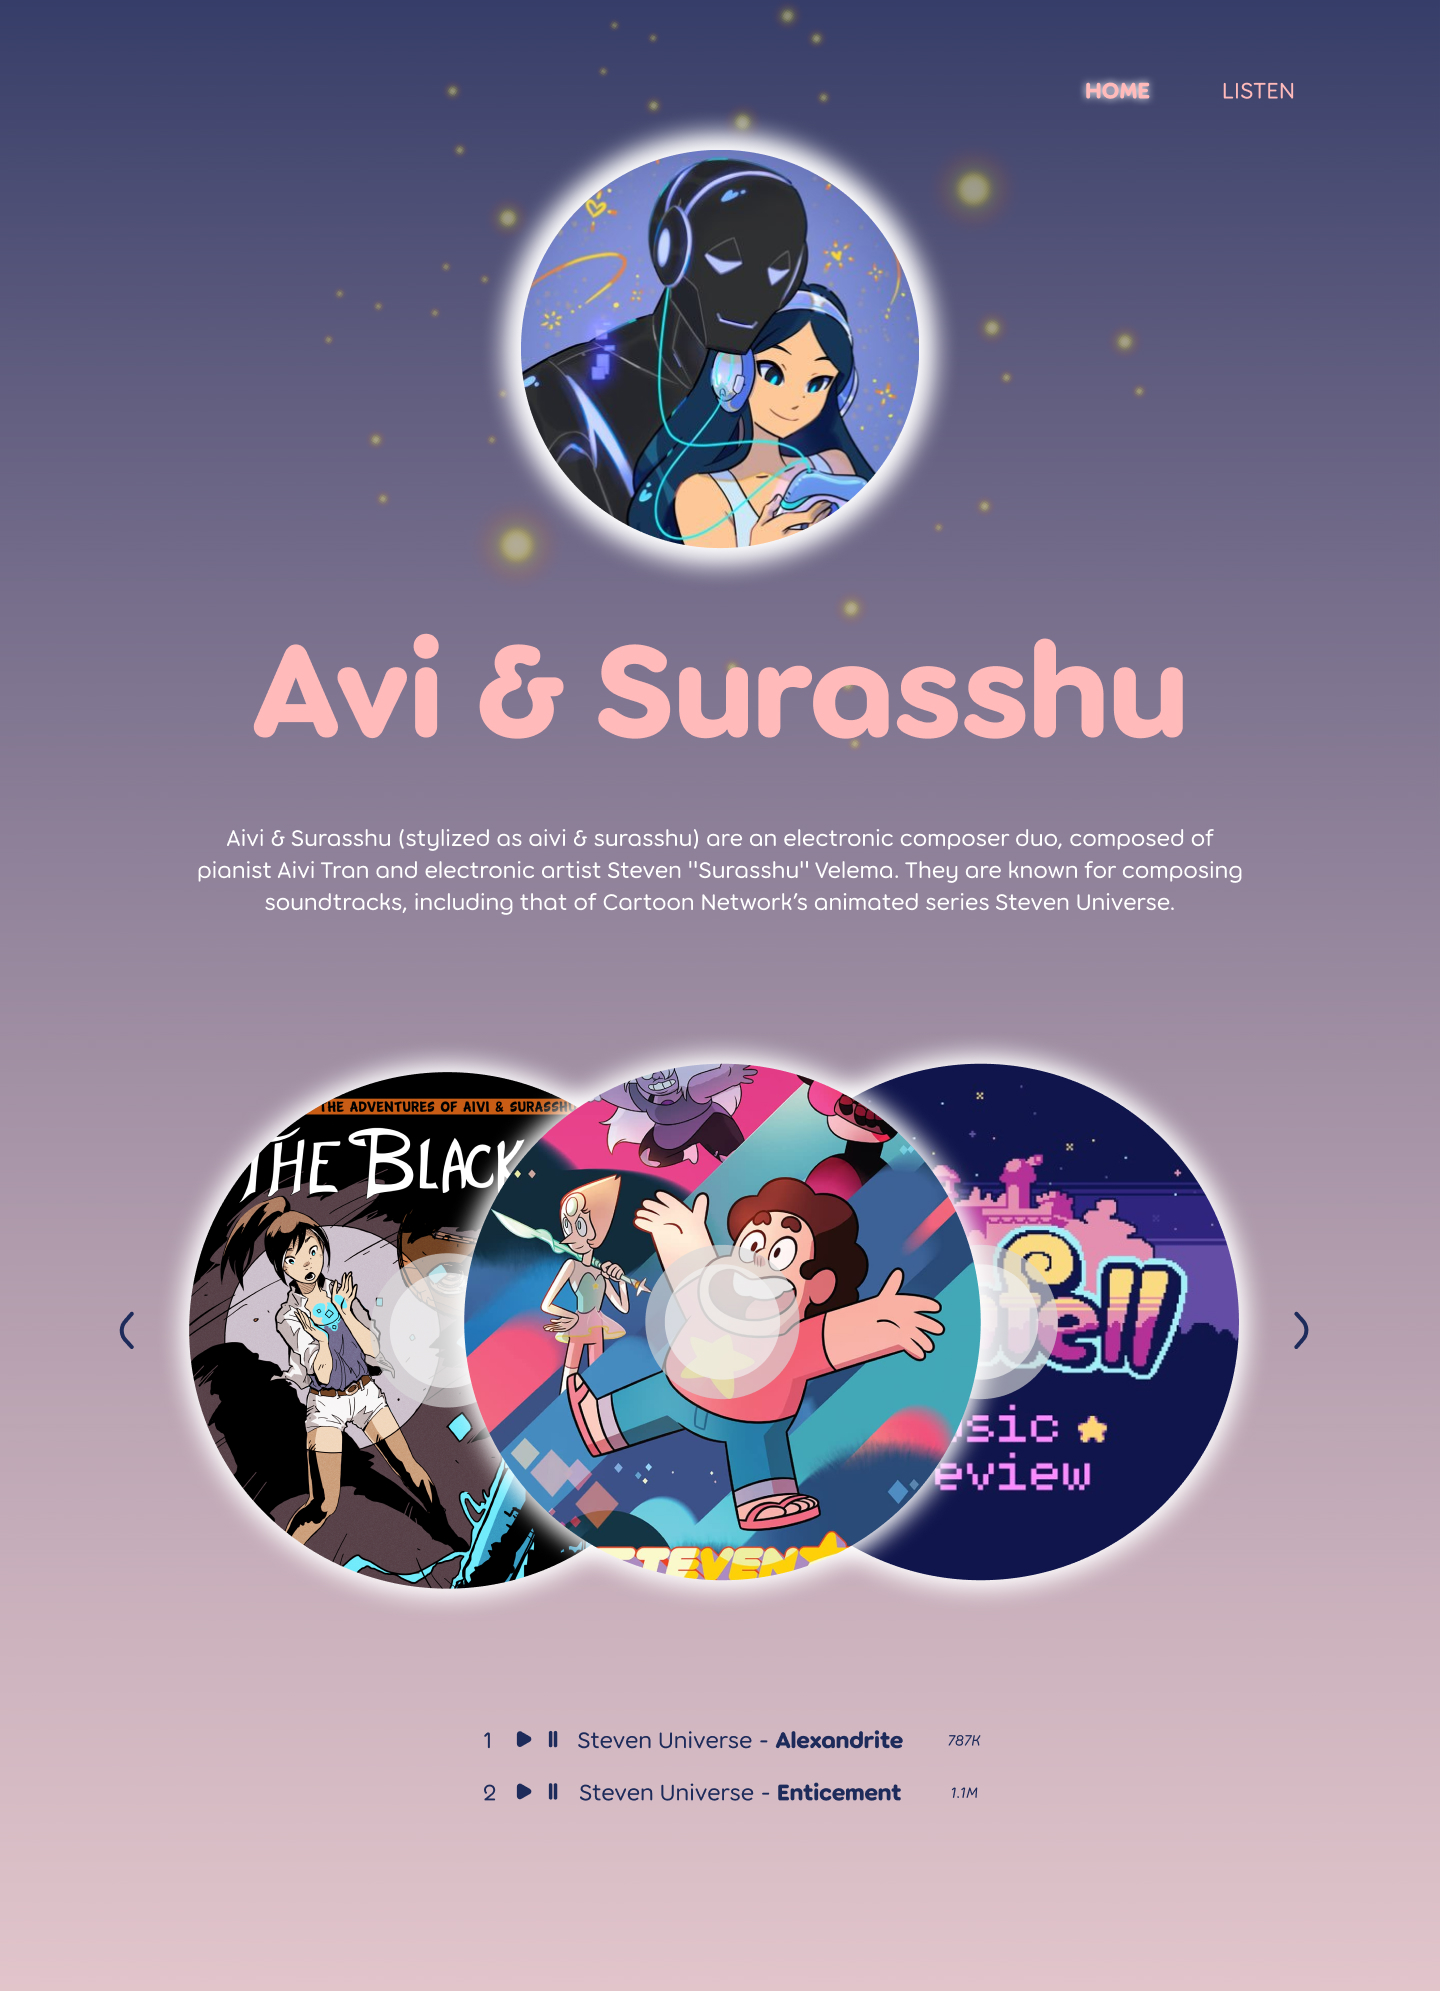 HOME LISTEN
Avi & Surasshu
Aivi & Surasshu (stylized as aivi & surasshu) are an electronic composer duo, composed of
pianist Aivi Tran and electronic artist Steven "Surasshu" Velema. They are known for composing
soundtracks, including that of Cartoon Network’s animated series Steven Universe.
THE ADVENTURES OF AIVI & SURASSHU
THE BLACK
STEVEN
ell
sic
eview
1 Steven Universe - Alexandrite 787K
2 Steven Universe - Enticement 1.1M